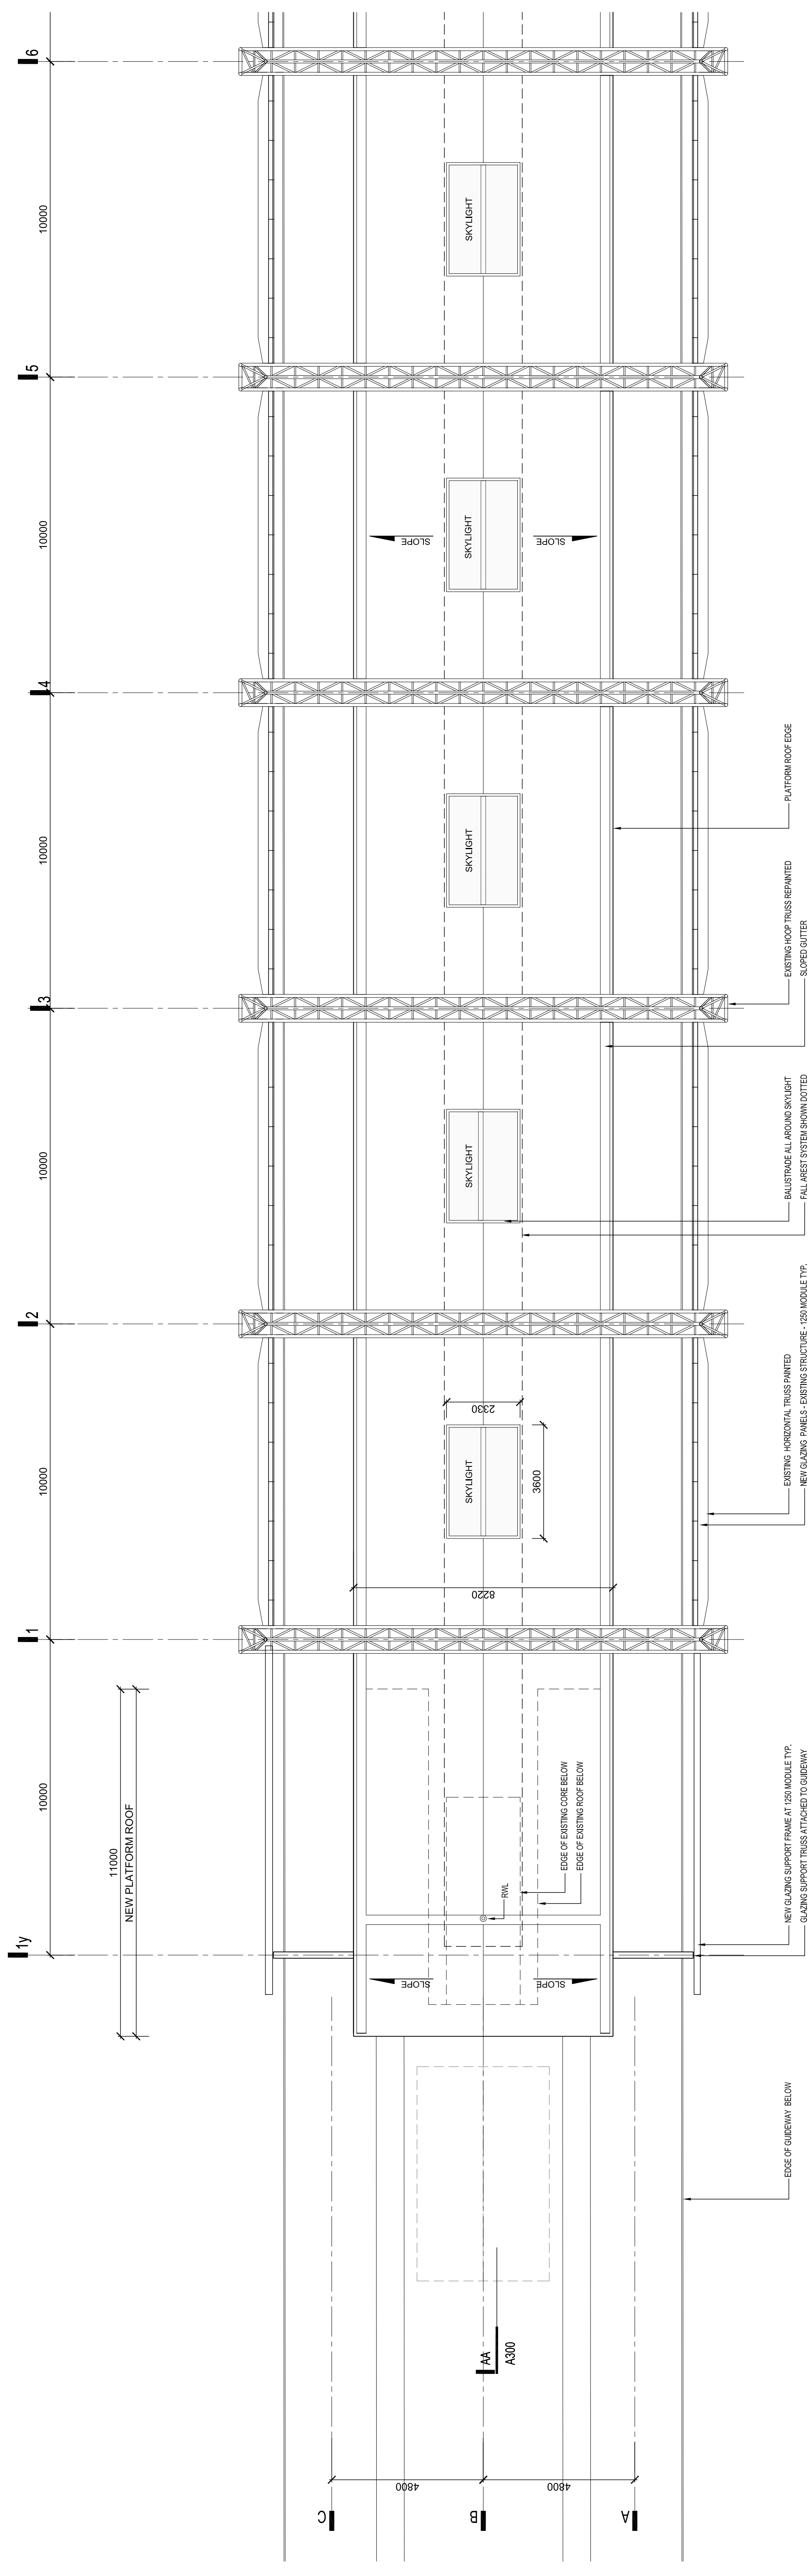 6
10000
SKYLIGHT
5
10000
SKYLIGHT
SLOPE
SLOPE
4
10000
SKYLIGHT
PLATFORM ROOF EDGE
3
EXISTING HOOP TRUSS REPAINTED
SLOPED GUTTER
10000
SKYLIGHT
BALUSTRADE ALL AROUND SKYLIGHT
FALL AREST SYSTEM SHOWN DOTTED
2
10000
SKYLIGHT
2330
3600
8220
EXISTING HORIZONTAL TRUSS PAINTED
NEW GLAZING PANELS - EXISTING STRUCTURE - 1250 MODULE TYP.
1
10000
11000
NEW PLATFORM ROOF
EDGE OF EXISTING CORE BELOW
EDGE OF EXISTING ROOF BELOW
RWL
NEW GLAZING SUPPORT FRAME AT 1250 MODULE TYP.
GLAZING SUPPORT TRUSS ATTACHED TO GUIDEWAY
1y
SLOPE
SLOPE
EDGE OF GUIDEWAY BELOW
AA
A300
4800
4800
C
B
A